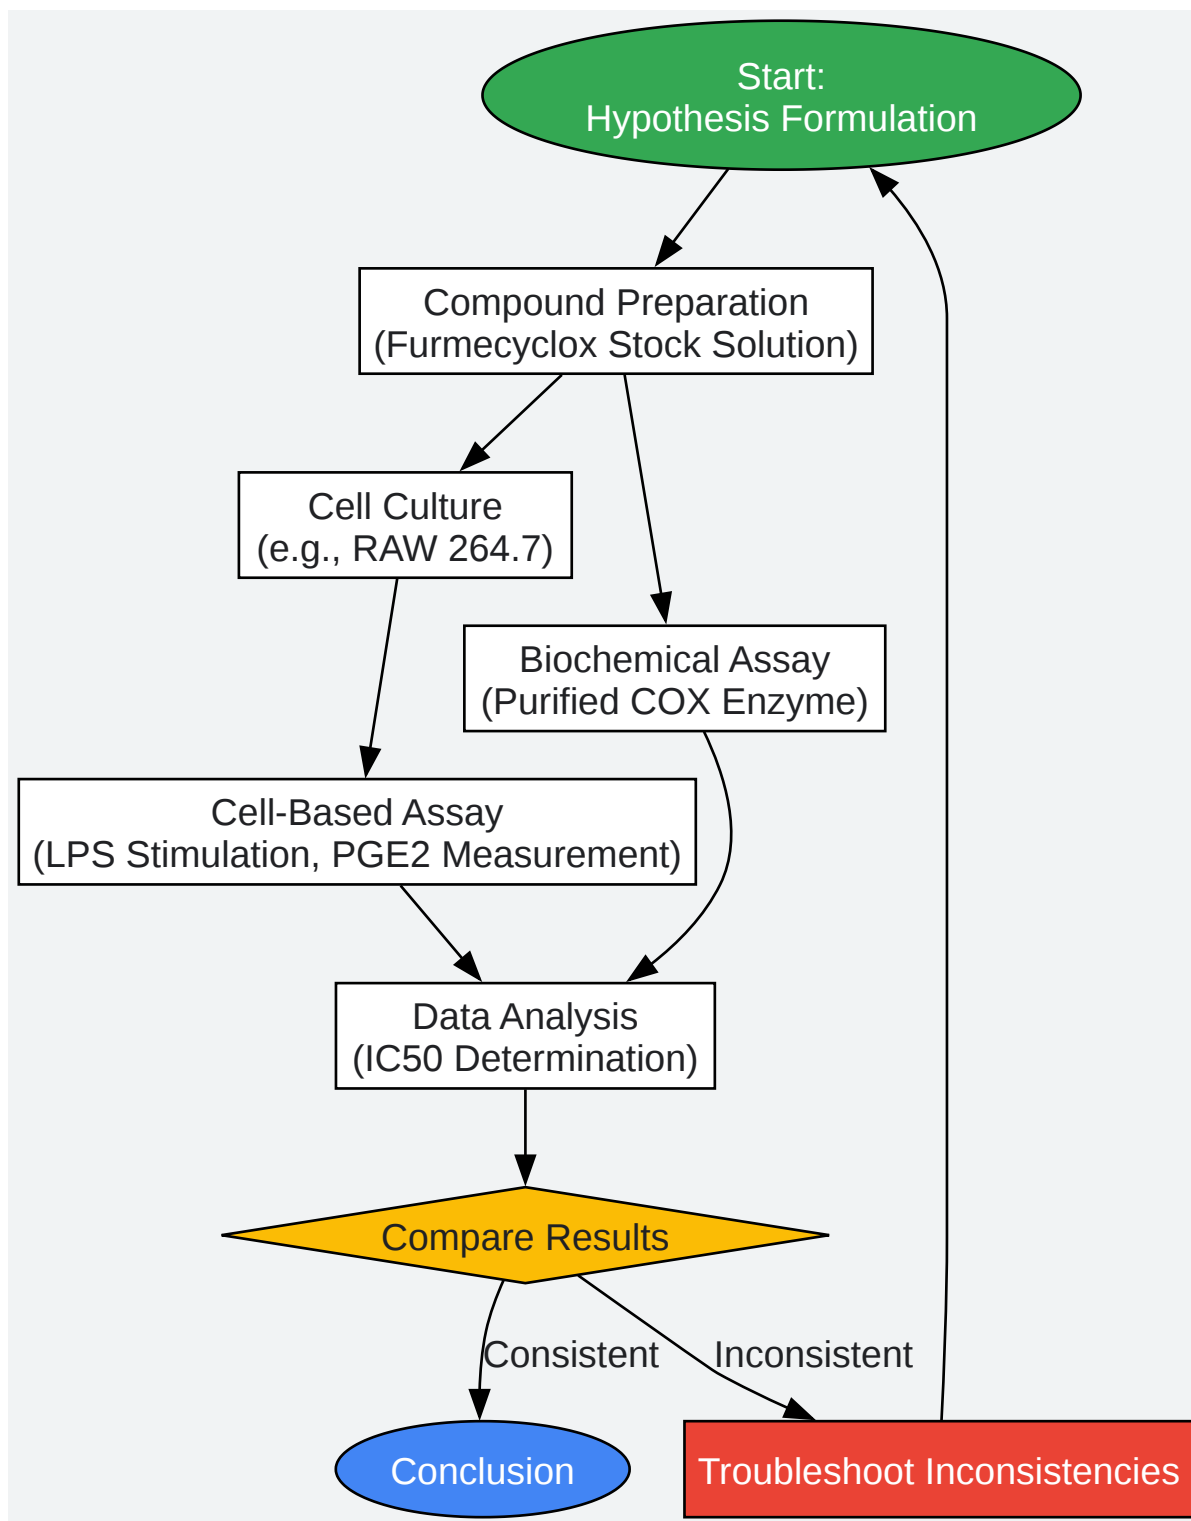 Start:
Hypothesis Formulation
Compound Preparation
(Furmecyclox Stock Solution)
Cell Culture
(e.g., RAW 264.7)
Biochemical Assay
(Purified COX Enzyme)
Cell-Based Assay
(LPS Stimulation, PGE2 Measurement)
Data Analysis
(IC50 Determination)
Compare Results
Consistent
Inconsistent
Conclusion
Troubleshoot Inconsistencies